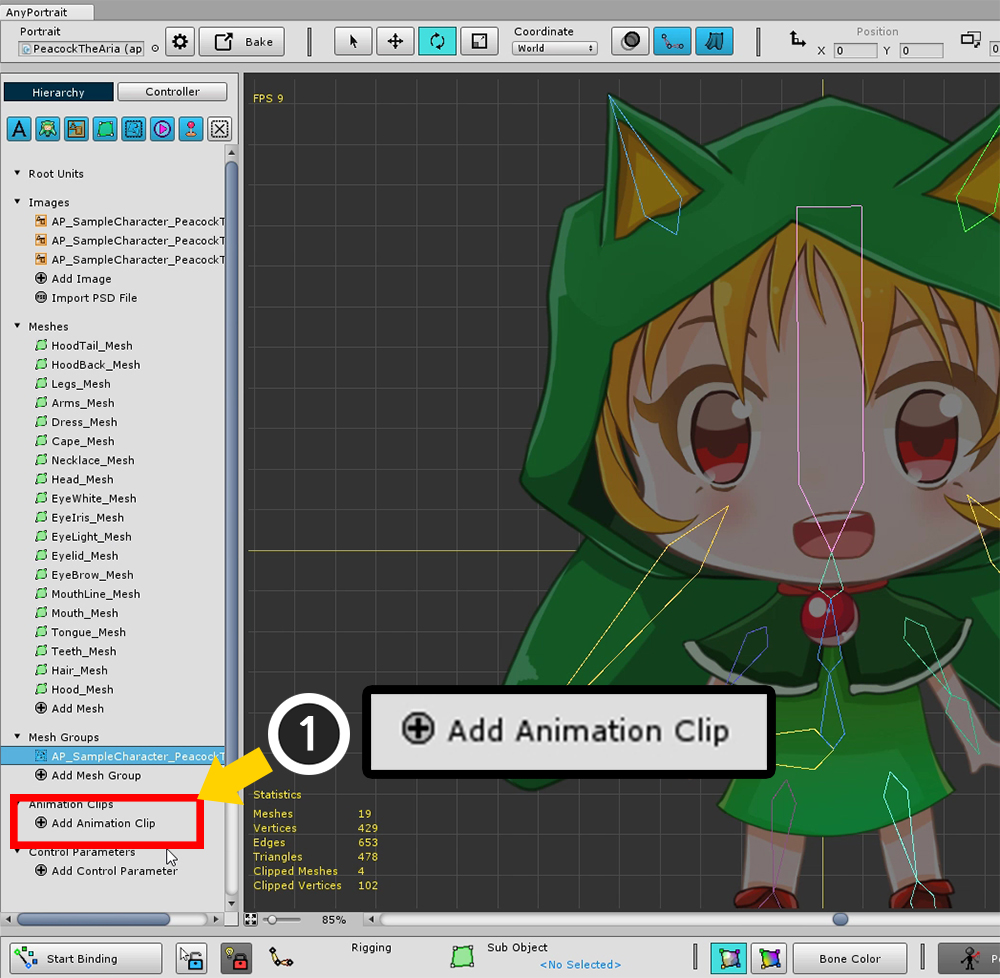 AnyPortrait
Portrait
PeacockTheAria (ap
Bake
Coordinate
World
Position
X 0 Y 0
Hierarchy
Controller
FPS 9
Root Units
Images
AP_SampleCharacter_PeacockT
AP_SampleCharacter_PeacockT
AP_SampleCharacter_PeacockT
Add Image
Import PSD File
Meshes
HoodTail_Mesh
HoodBack_Mesh
Legs_Mesh
Arms_Mesh
Dress_Mesh
Cape_Mesh
Necklace_Mesh
Head_Mesh
EyeWhite_Mesh
EyeIris_Mesh
EyeLight_Mesh
Eyelid_Mesh
EyeBrow_Mesh
MouthLine_Mesh
Mouth_Mesh
Tongue_Mesh
Teeth_Mesh
Hair_Mesh
Hood_Mesh
Add Mesh
Mesh Groups
AP_SampleCharacter_PeacockT
Add Mesh Group
Animation Clips
Add Animation Clip
Control Parameters
Add Control Parameter
1
Add Animation Clip
Statistics
Meshes 19
Vertices 429
Edges 653
Triangles 478
Clipped Meshes 4
Clipped Vertices 102
85%
Start Binding
Rigging
Sub Object
<No Selected>
Bone Color